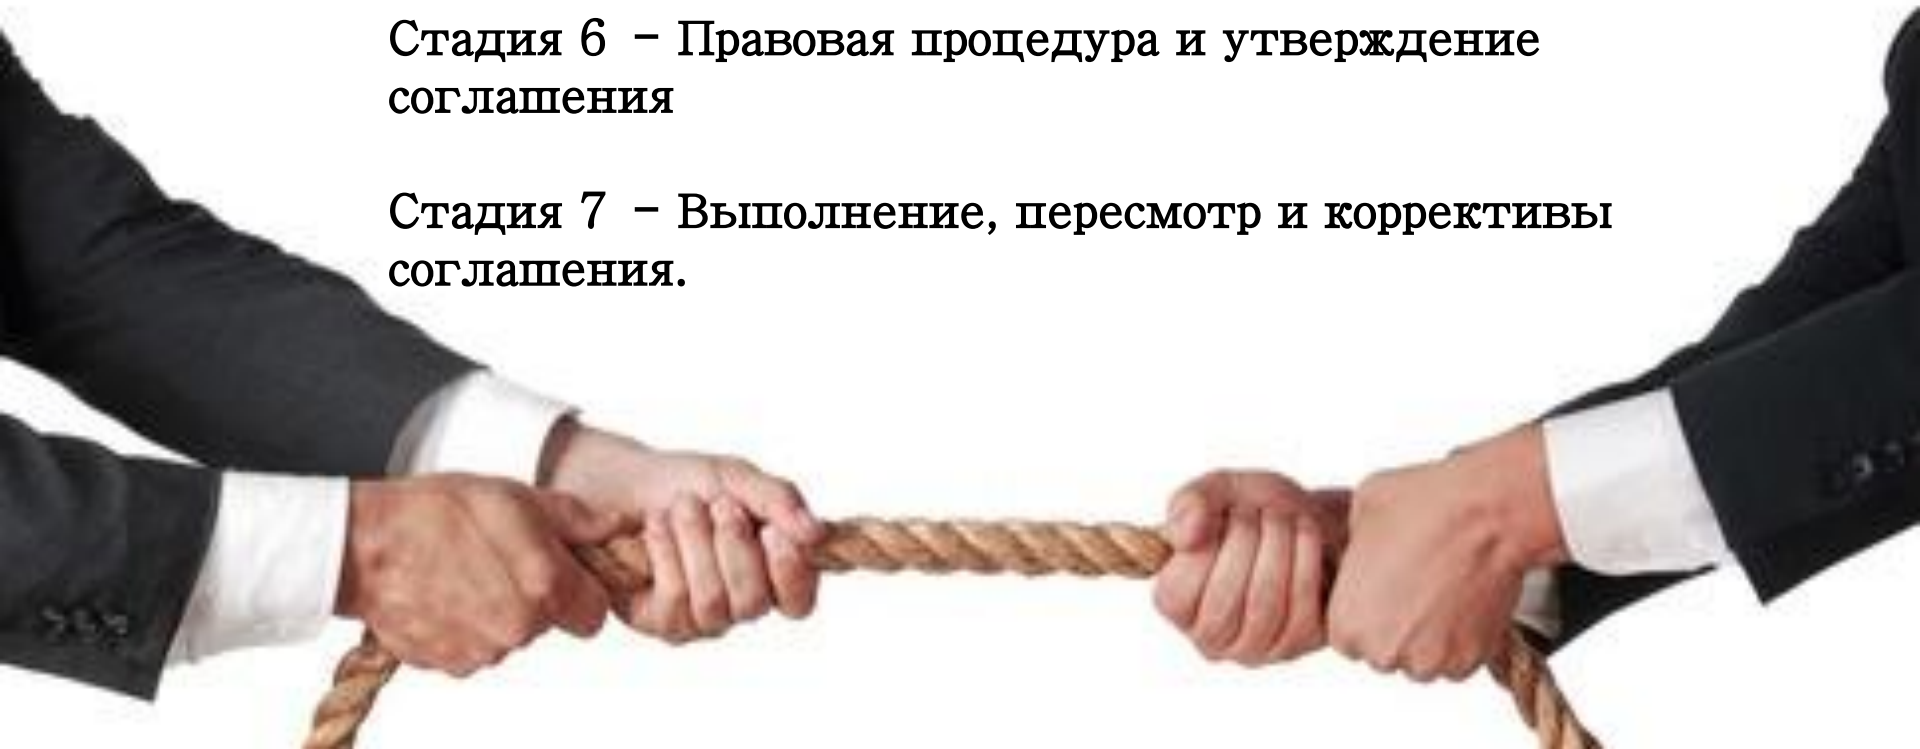 Стадия 6 - Правовая процедура и утверждение
соглашения
Стадия 7 - Выполнение, пересмотр и коррективы
соглашения.